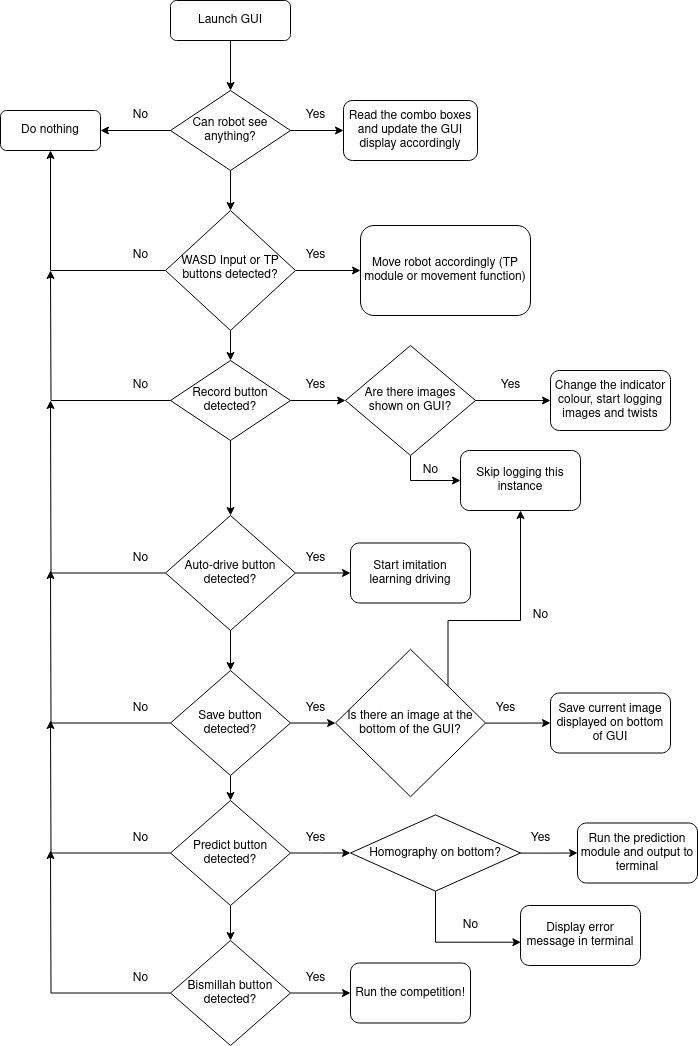 Launch GUI
No
Can robot see
anything?
Yes
Do nothing
Read the combo boxes
and update the GUI
display accordingly
No
WASD Input or TP
buttons detected?
Yes
Move robot accordingly (TP
module or movement function)
No
Record button
detected?
Yes
Are there images
shown on GUI?
Yes
Change the indicator
colour, start logging
images and twists
No
Skip logging this
instance
No
Auto-drive button
detected?
Yes
Start imitation
learning driving
No
No
Save button
detected?
Yes
Is there an image at the
bottom of the GUI?
Yes
Save current image
displayed on bottom
of GUI
No
Predict button
detected?
Yes
Homography on bottom?
Yes
Run the prediction
module and output to
terminal
No
Display error
message in terminal
No
Bismillah button
detected?
Yes
Run the competition!